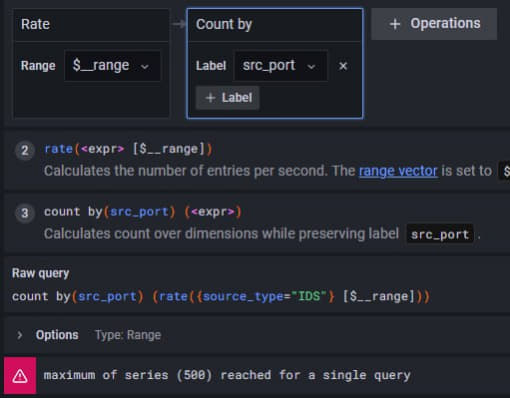 Rate
Range $__range
Count by
Label src_port ×
+ Label
+ Operations
2 rate(<expr> [$__range])
Calculates the number of entries per second. The range vector is set to $
3 count by(src_port) (<expr>)
Calculates count over dimensions while preserving label src_port .
Raw query
count by(src_port) (rate({source_type="IDS"} [$__range]))
> Options Type: Range
maximum of series (500) reached for a single query